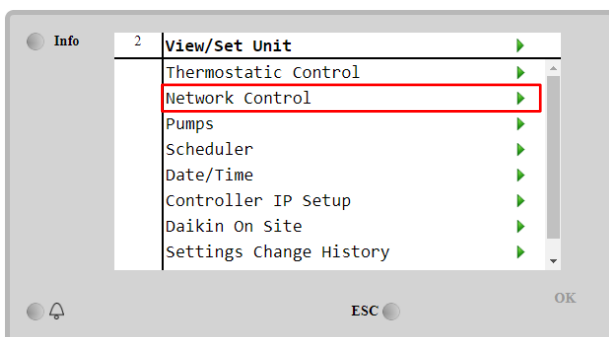 Info
2 View/Set Unit
Thermostatic Control
Network Control
Pumps
Scheduler
Date/Time
Controller IP Setup
Daikin On Site
Settings Change History
ESC
OK